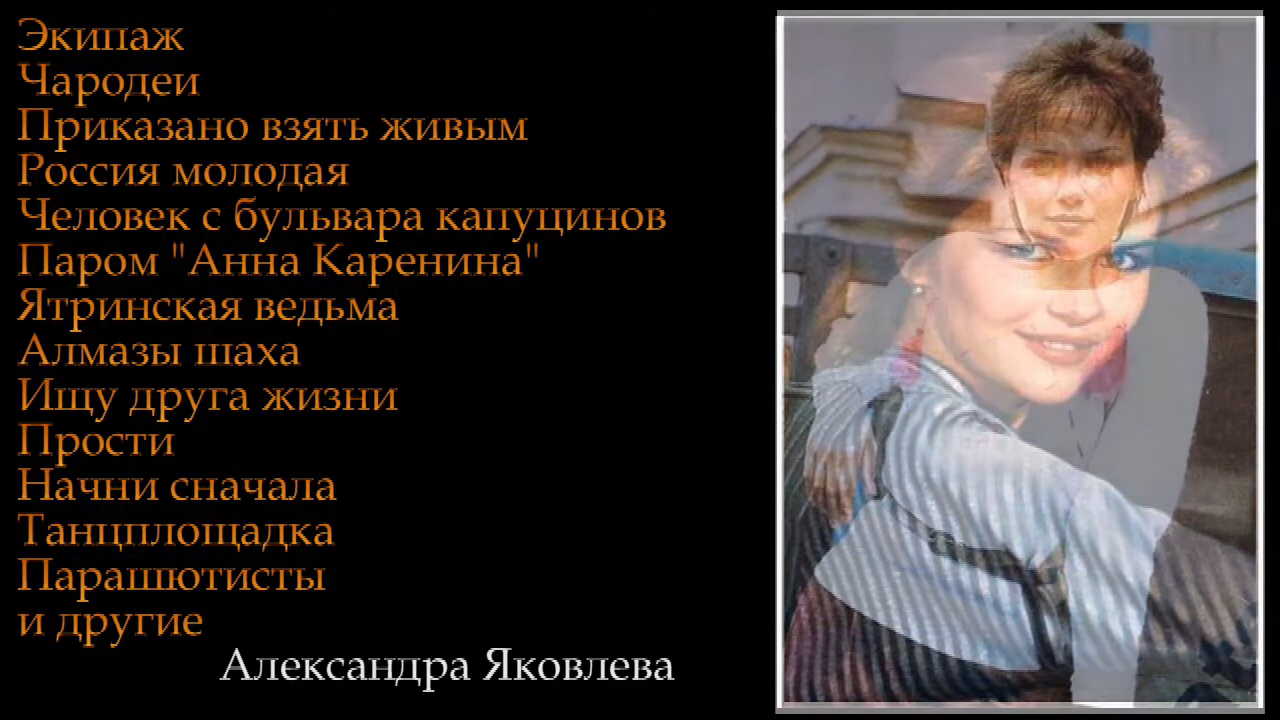 Экипаж
Чародеи
Приказано взять живым
Россия молодая
Человек с бульвара капуцинов
Паром "Анна Каренина"
Ятринская ведьма
Алмазы шаха
Ищу друга жизни
Прости
Начни сначала
Танцплощадка
Парашютисты
и другие
Александра Яковлева